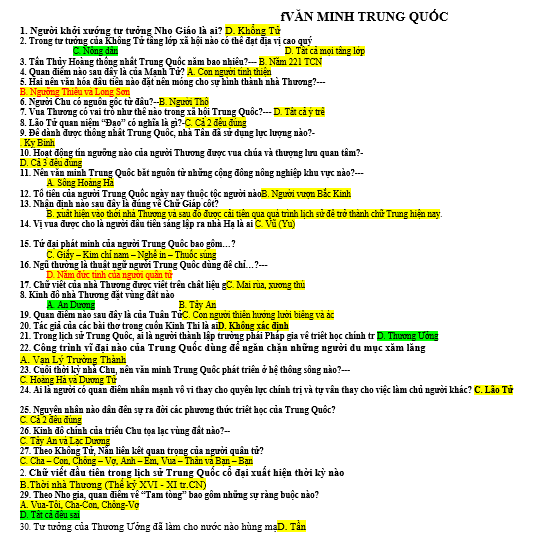 fVĂN MINH TRUNG QUỐC
1. Người khởi xướng tư tưởng Nho Giáo là ai? D. Khổng Tử
2. Trong tư tưởng của Khổng Tử tầng lớp xã hội nào có thể đạt địa vị cao quý
C. Nông dân D. Tất cả mọi tầng lớp
3. Tần Thủy Hoàng thống nhất Trung Quốc năm bao nhiêu?--- B. Năm 221 TCN
4. Quan điểm nào sau đây là của Mạnh Tử? A. Con người tính thiện
5. Hai nền văn hóa đầu tiên nào đặt nền móng cho sự hình thành nhà Thương?---
B. Ngưỡng Thiều và Long Sơn
6. Người Chu có nguồn gốc từ đâu?--B. Người Thổ
7. Vua Thương có vai trò như thế nào trong xã hội Trung Quốc?--- D. Tất cả ý trê
8. Lão Tử quan niệm "Đạo" có nghĩa là gì?-C. Cả 2 đều đúng
9. Để dành được thống nhất Trung Quốc, nhà Tần đã sử dụng lực lượng nào?-
. Kỵ Binh
10. Hoạt động tín ngưỡng nào của người Thương được vua chúa và thượng lưu quan tâm?-
D. Cả 3 đều đúng
11. Nền văn minh Trung Quốc bắt nguồn từ những cộng đồng nông nghiệp khu vực nào?---
A. Sông Hoàng Hà
12. Tổ tiên của người Trung Quốc ngày nay thuộc tộc người nàoB. Người vượn Bắc Kinh
13. Nhận định nào sau đây là đúng về Chữ Giáp cốt?
B. xuất hiện vào thời nhà Thương và sau đó được cải tiến qua quá trình lịch sử để trở thành chữ Trung hiện nay.
14. Vị vua được cho là người đầu tiên sáng lập ra nhà Hạ là ai C. Vũ (Yu)
15. Tứ đại phát minh của người Trung Quốc bao gồm…?
C. Giấy – Kim chỉ nam – Nghề in – Thuốc súng
16. Ngũ thường là thuật ngữ người Trung Quốc dùng để chỉ…?---
D. Năm đức tính của người quân tử
17. Chữ viết của nhà Thương được viết trên chất liệu gC. Mai rùa, xương thú
8. Kinh đô nhà Thương đặt vùng đất nào
A. An Dương B. Tây An
19. Quan điểm nào sau đây là của Tuân TửC. Con người thiên hướng lười biếng và ác
20. Tác giả của các bài thơ trong cuốn Kinh Thi là aiD. Không xác định
21. Trong lịch sử Trung Quốc, ai là người thành lập trường phái Pháp gia về triết học chính tr D. Thương Ưởng
22. Công trình vĩ đại nào của Trung Quốc dùng để ngăn chặn những người du mục xâm lăng
A. Vạn Lý Trường Thành
23. Cuối thời kỳ nhà Chu, nền văn minh Trung Quốc phát triển ở hệ thống sông nào?---
C. Hoàng Hà và Dương Tử
24. Ai là người có quan điểm nhấn mạnh vô vi thay cho quyền lực chính trị và tự vấn thay cho việc làm chủ người khác? C. Lão Tử
25. Nguyên nhân nào dẫn đến sự ra đời các phương thức triết học của Trung Quốc?
C. Cả 2 đều đúng
26. Kinh đô chính của triều Chu tọa lạc vùng đất nào?--
C. Tây An và Lạc Dương
27. Theo Khổng Tử, Năn liên kết quan trọng của người quân tử?
C. Cha – Con, Chồng – Vợ, Anh – Em, Vua – Thần và Bạn – Bạn
2. Chữ viết đầu tiên trong lịch sử Trung Quốc cổ đại xuất hiện thời kỳ nào
B.Thời nhà Thương (Thế kỷ XVI - XI tr.CN)
29. Theo Nho gia, quan điểm về "Tam tòng" bao gồm những sự ràng buộc nào?
A. Vua-Tôi, Cha-Con, Chồng-Vợ
D. Tất cả đều sai
30. Tư tưởng của Thương Ưởng đã làm cho nước nào hùng mạD. Tần